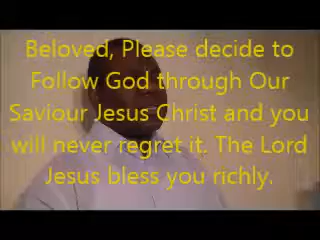 Beloved, Please decide to
Follow God through Our
Saviour Jesus Christ and you
will never regret it. The Lord
Jesus bless you richly.